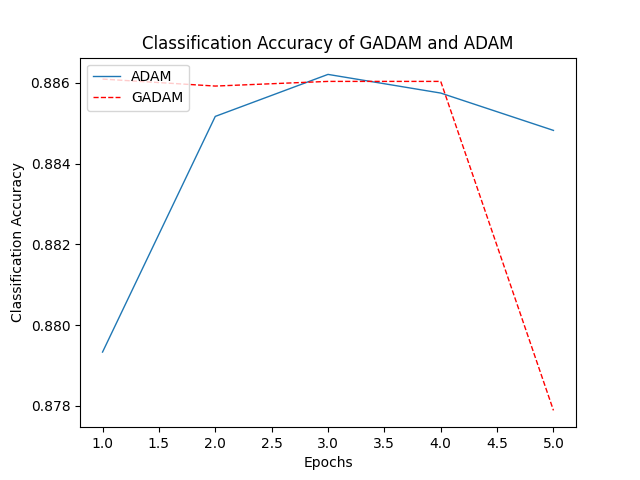 Classification Accuracy of GADAM and ADAM
ADAM
GADAM
0.886
0.884
0.882
0.880
0.878
Classification Accuracy
1.0 1.5 2.0 2.5 3.0 3.5 4.0 4.5 5.0
Epochs